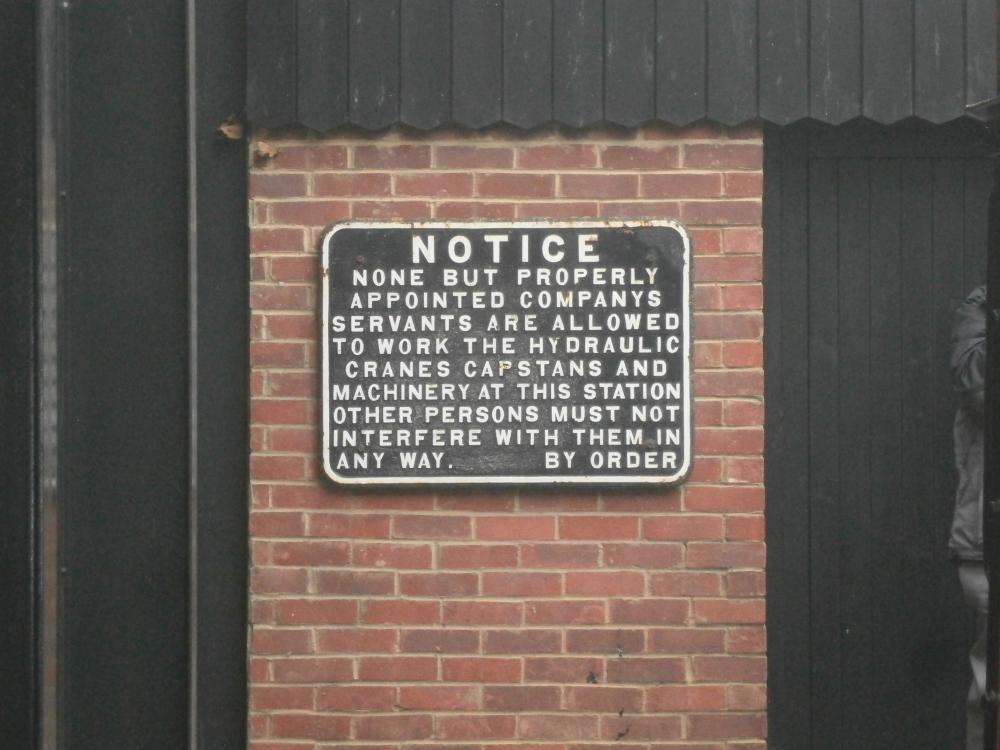 NOTICE
NONE BUT PROPERLY
APPOINTED COMPANYS
SERVANTS ARE ALLOWED
TO WORK THE HYDRAULIC
CRANES CAPSTANS AND
MACHINERY AT THIS STATION
OTHER PERSONS MUST NOT
INTERFERE WITH THEM IN
ANY WAY. BY ORDER